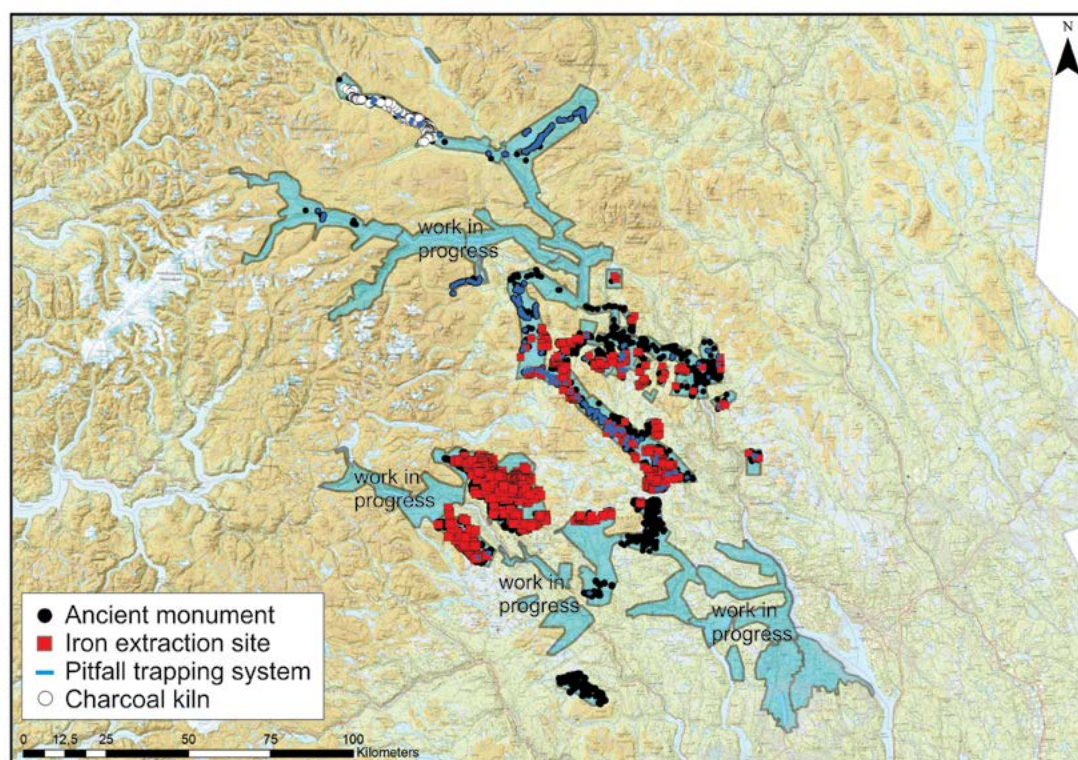 N
work in
progress
work in
progress
work in
progress
work in
progress
Ancient monument
Iron extraction site
Pitfall trapping system
Charcoal kiln
0 12,5 25 50 75 100
Kilometers